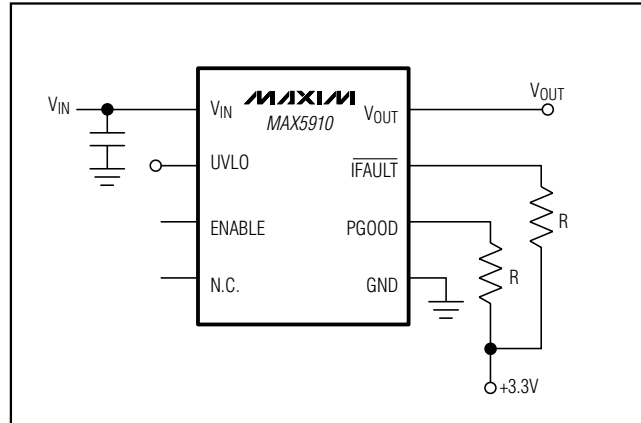 V_IN
V_IN
MAXIM
MAX5910
V_OUT
V_OUT
UVLO
IFAULT
ENABLE
PGOOD
R
R
N.C.
GND
+3.3V